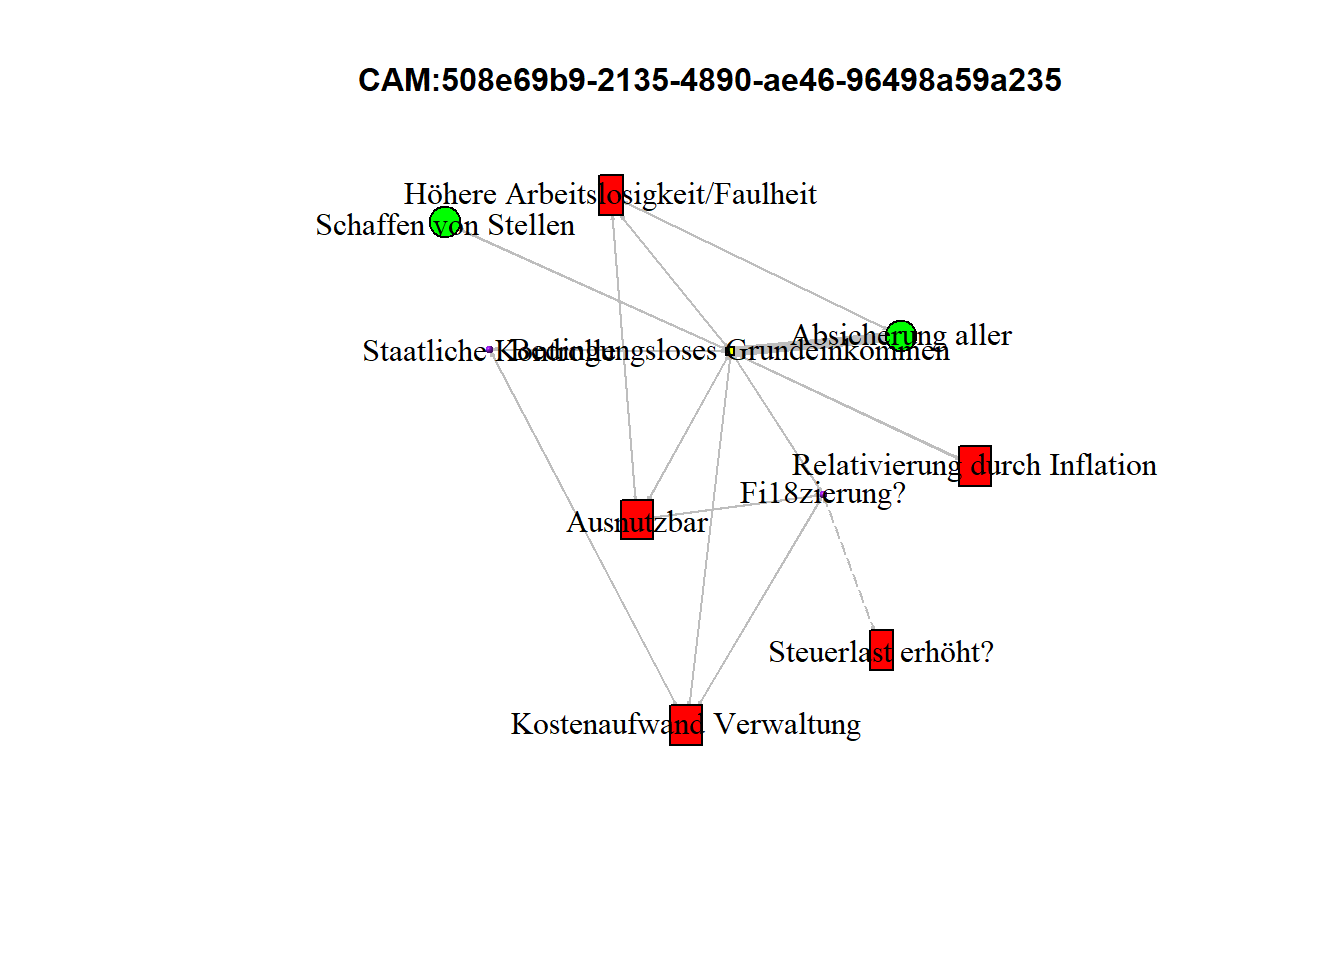 CAM:508e69b9-2135-4890-ae46-96498a59a235
Höhere Arbeitslosigkeit/Faulheit
Schaffen von Stellen
Absicherung aller
Staatliche Kontrolle
Bedingungsloses Grundeinkommen
Relativierung durch Inflation
Fi18zierung?
Ausnutzbar
Steuerlast erhöht?
Kostenaufwand Verwaltung